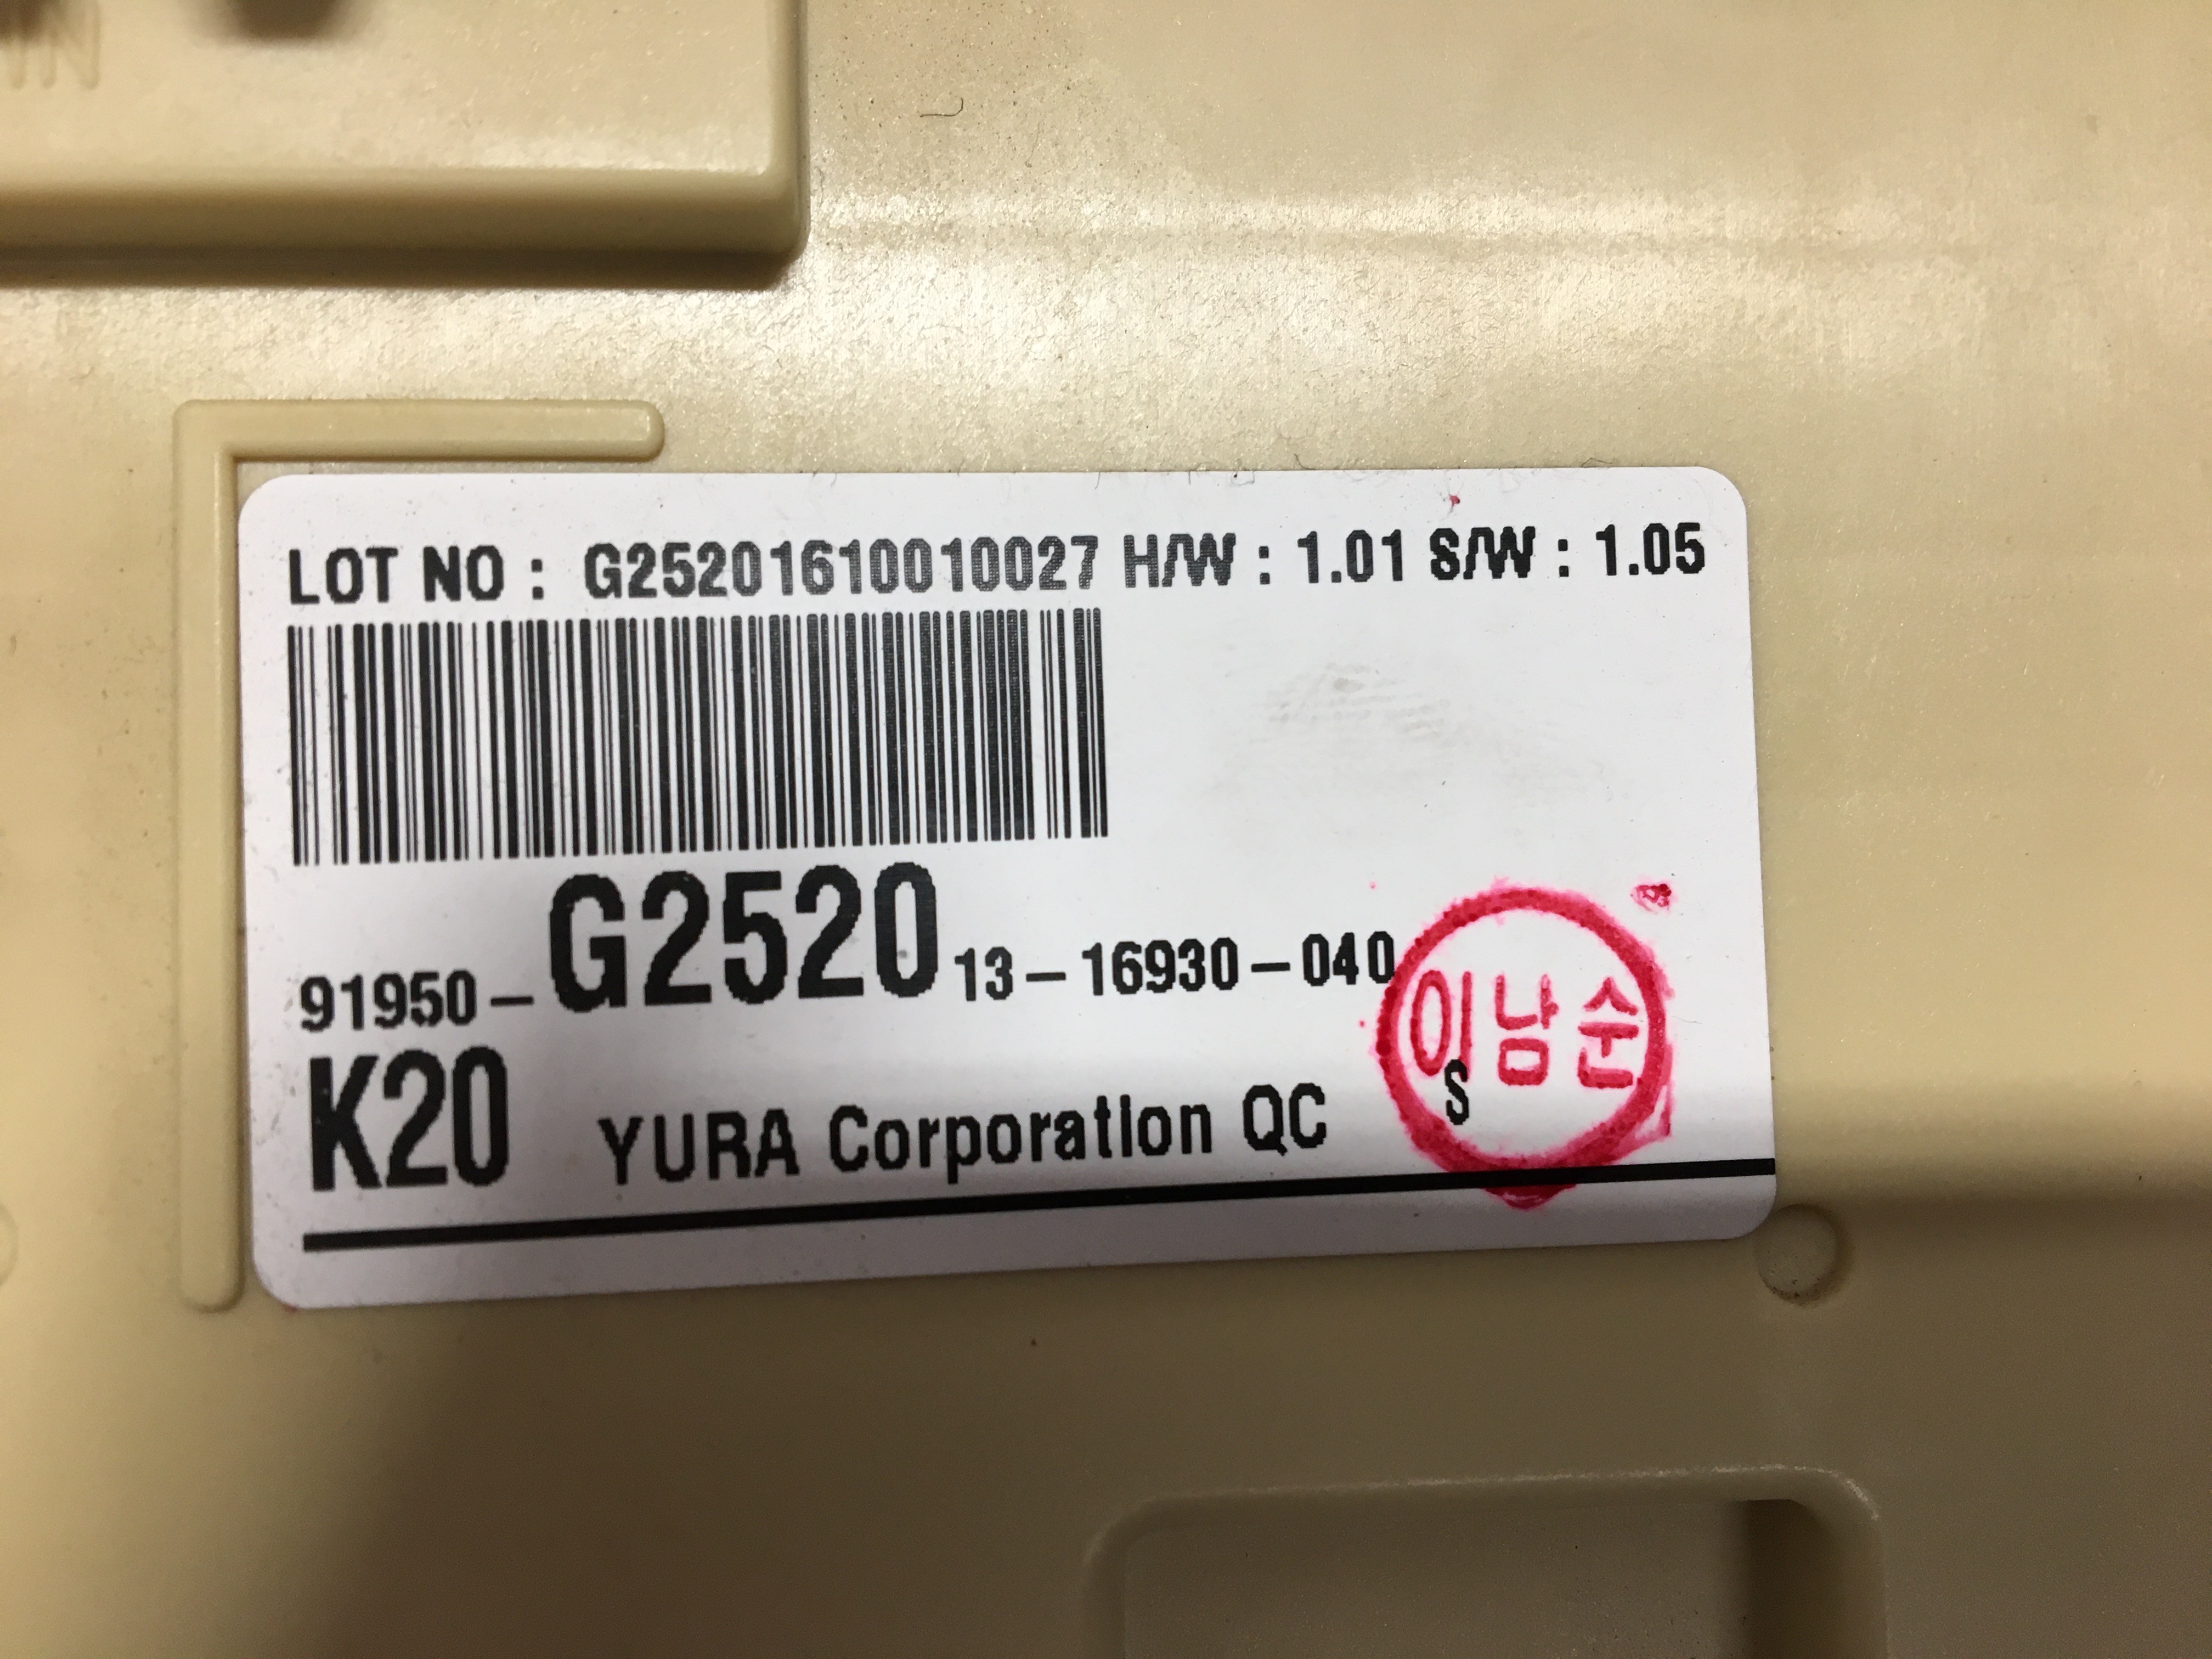 LOT NO : G25201610010027 H/W : 1.01 S/W : 1.05
91950-G2520 13-16930-040
이남순
K20 YURA Corporation QC S